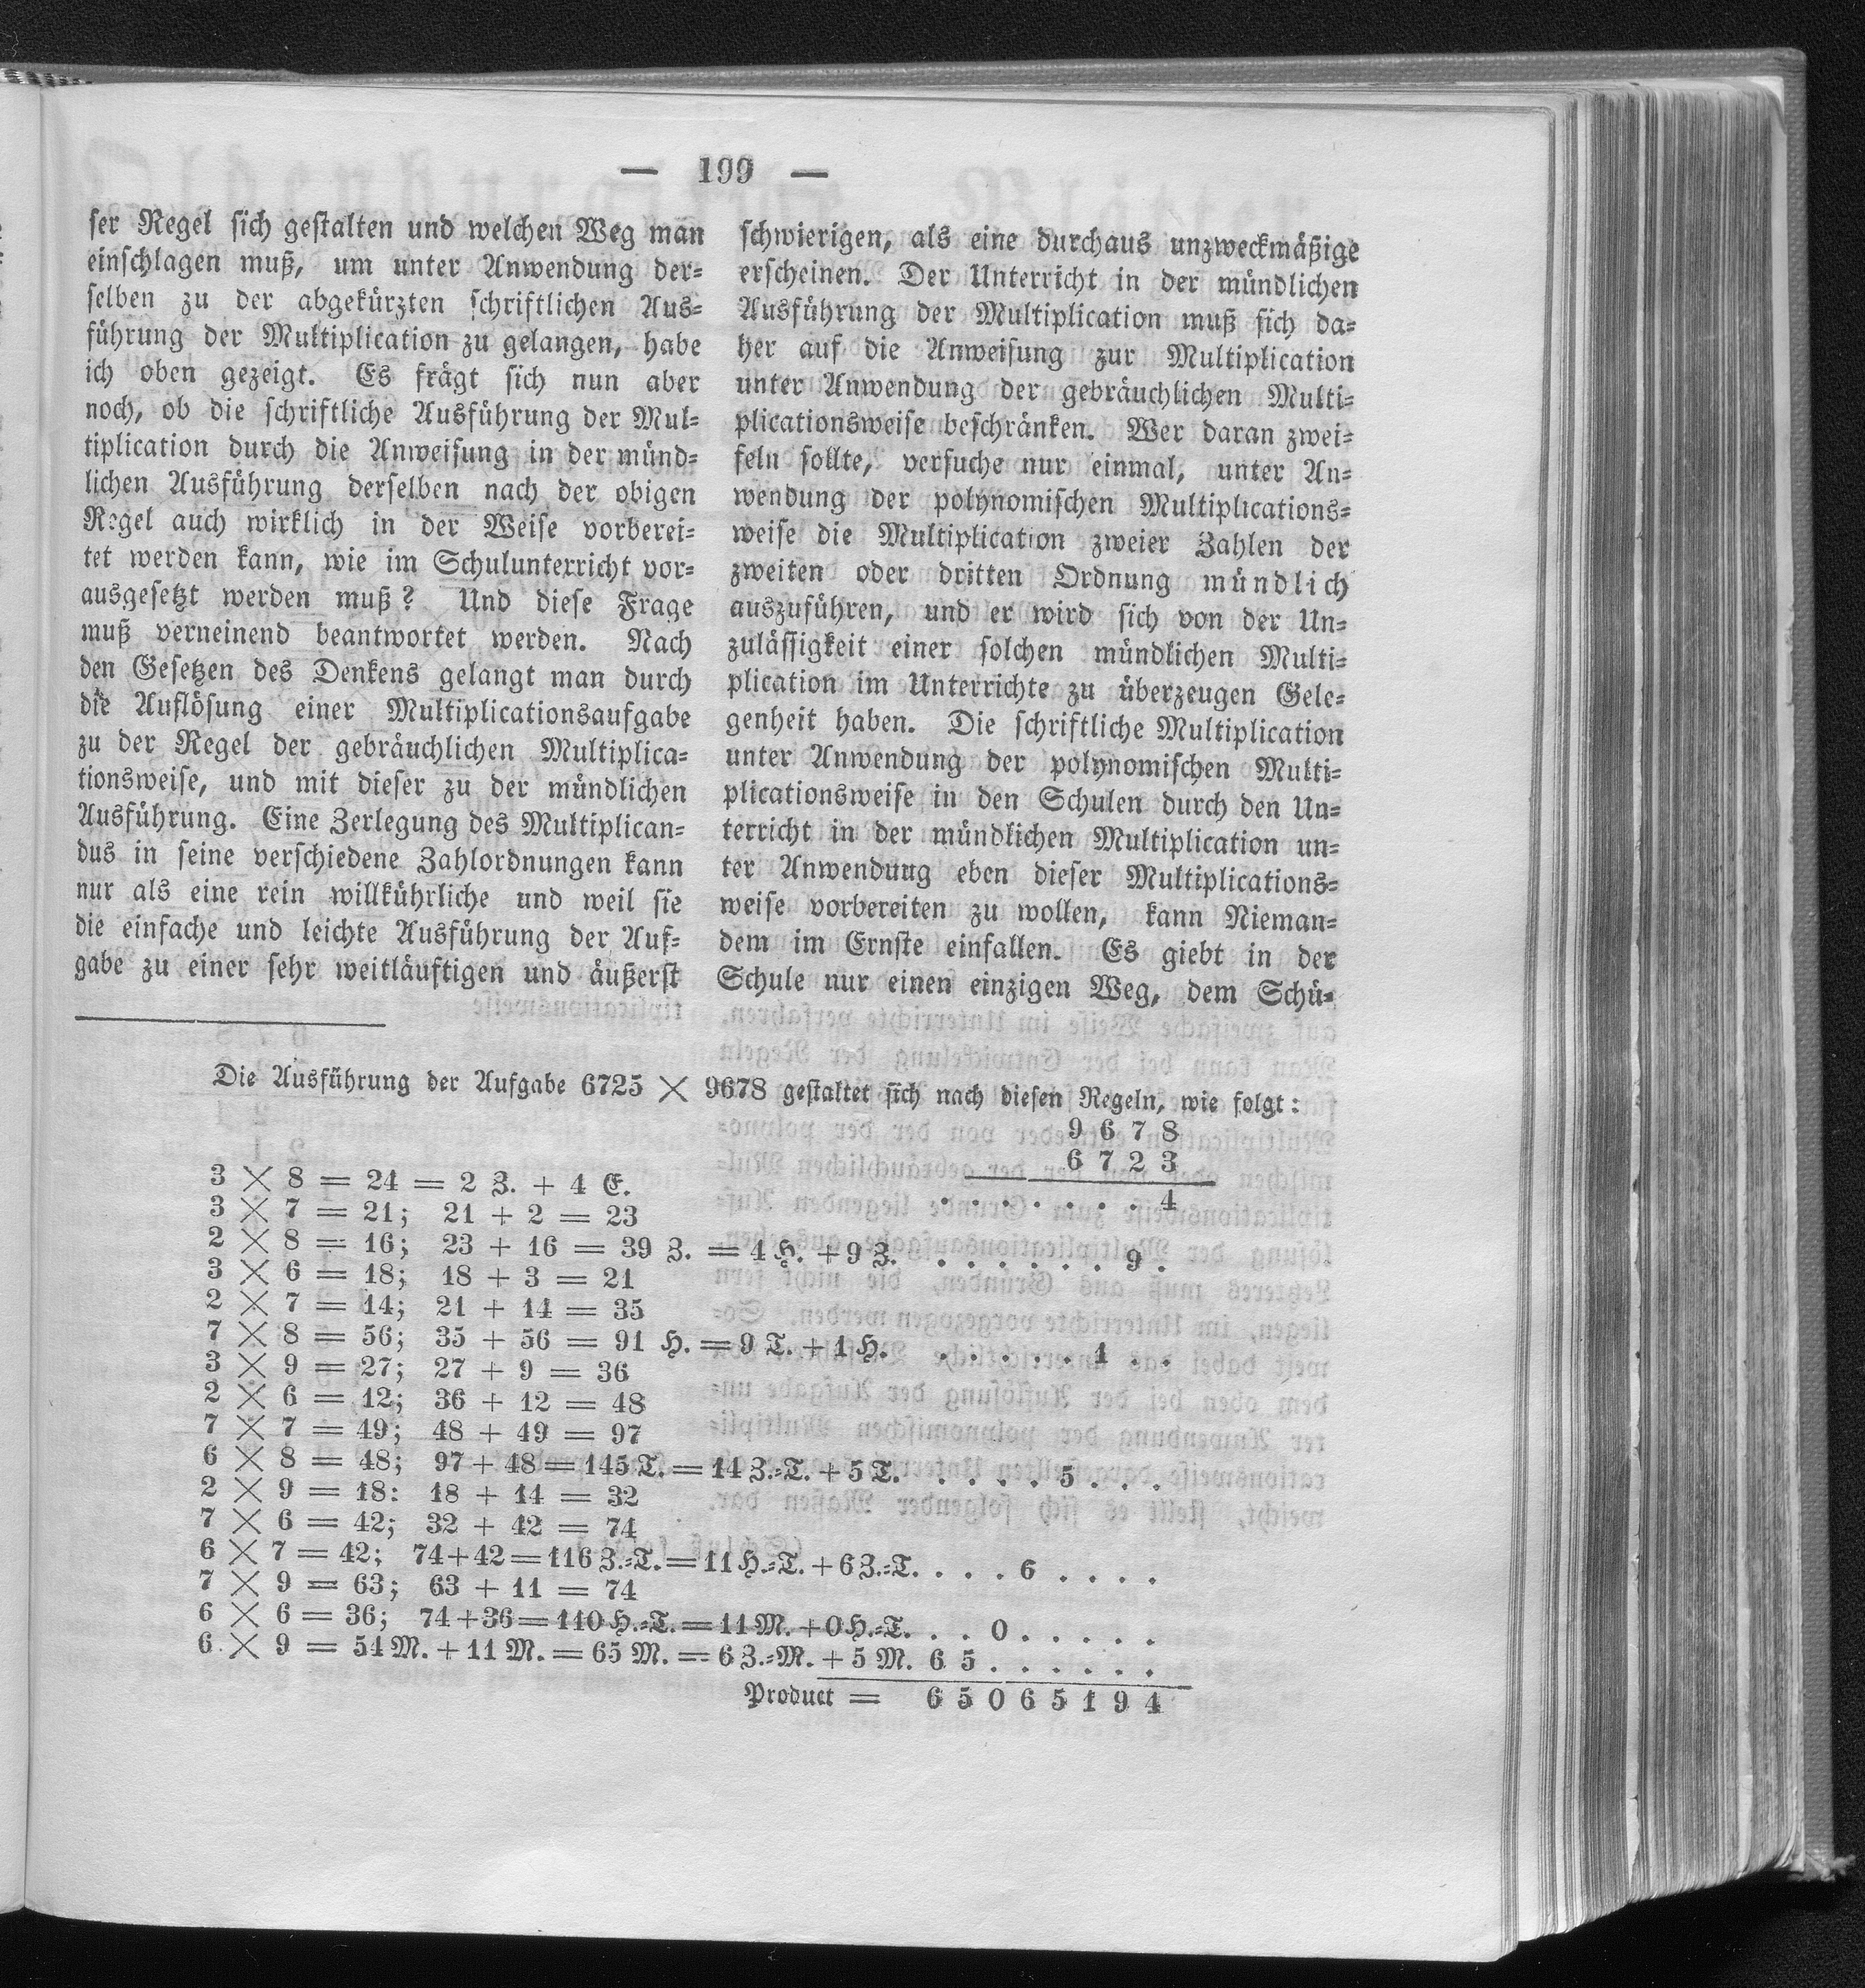 — 199 —
ser Regel sich gestalten und welchen Weg man
einschlagen muß, um unter Anwendung der-
selben zu der abgekürzten schriftlichen Aus-
führung der Multiplication zu gelangen, habe
ich oben gezeigt. Es frägt sich nun aber
noch, ob die schriftliche Ausführung der Mul-
tiplication durch die Anweisung in der münd-
lichen Ausführung derselben nach der obigen
Regel auch wirklich in der Weise vorberei-
tet werden kann, wie im Schulunterricht vor-
ausgesetzt werden muß? Und diese Frage
muß verneinend beantwortet werden. Nach
den Gesetzen des Denkens gelangt man durch
die Auflösung einer Multiplicationsaufgabe
zu der Regel der gebräuchlichen Multiplica-
tionsweise, und mit dieser zu der mündlichen
Ausführung. Eine Zerlegung des Multiplican-
dus in seine verschiedene Zahlordnungen kann
nur als eine rein willkührliche und weil sie
die einfache und leichte Ausführung der Auf-
gabe zu einer sehr weitläuftigen und äußerst
schwierigen, als eine durchaus unzweckmäßige
erscheinen. Der Unterricht in der mündlichen
Ausführung der Multiplication muß sich da-
her auf die Anweisung zur Multiplication
unter Anwendung der gebräuchlichen Multi-
plicationsweise beschränken. Wer daran zwei-
feln sollte, versuche nur einmal, unter An-
wendung der polynomischen Multiplications-
weise die Multiplication zweier Zahlen der
zweiten oder dritten Ordnung mündlich
auszuführen, und er wird sich von der Un-
zulässigkeit einer solchen mündlichen Multi-
plication im Unterrichte zu überzeugen Gele-
genheit haben. Die schriftliche Multiplication
unter Anwendung der polynomischen Multi-
plicationsweise in den Schulen durch den Un-
terricht in der mündlichen Multiplication un-
ter Anwendung eben dieser Multiplications-
weise vorbereiten zu wollen, kann Nieman-
dem im Ernste einfallen. Es giebt in der
Schule nur einen einzigen Weg, dem Schü-
Die Ausführung der Aufgabe 6725 × 9678 gestaltet sich nach diesen Regeln, wie folgt:
9 6 7 8
6 7 2 3
3 × 8 = 24 = 2 Z. + 4 E. . . . . . . . 4
3 × 7 = 21; 21 + 2 = 23
2 × 8 = 16; 23 + 16 = 39 Z. = 4 H. + 9 Z. . . . . . . 9 .
3 × 6 = 18; 18 + 3 = 21
2 × 7 = 14; 21 + 14 = 35
7 × 8 = 56; 35 + 56 = 91 H. = 9 T. + 1 H. . . . . . 1 . .
3 × 9 = 27; 27 + 9 = 36
2 × 6 = 12; 36 + 12 = 48
7 × 7 = 49; 48 + 49 = 97
6 × 8 = 48; 97 + 48 = 145 T. = 14 Z.-T. + 5 T. . . . . 5 . . .
2 × 9 = 18: 18 + 14 = 32
7 × 6 = 42; 32 + 42 = 74
6 × 7 = 42; 74 + 42 = 116 Z.-T. = 11 H.-T. + 6 Z.-T. . . . 6 . . . .
7 × 9 = 63; 63 + 11 = 74
6 × 6 = 36; 74 + 36 = 110 H.-T. = 11 M. + 0 H.-T. . . 0 . . . . .
6 × 9 = 54 M. + 11 M. = 65 M. = 6 Z.-M. + 5 M. 6 5 . . . . . .
Product = 6 5 0 6 5 1 9 4